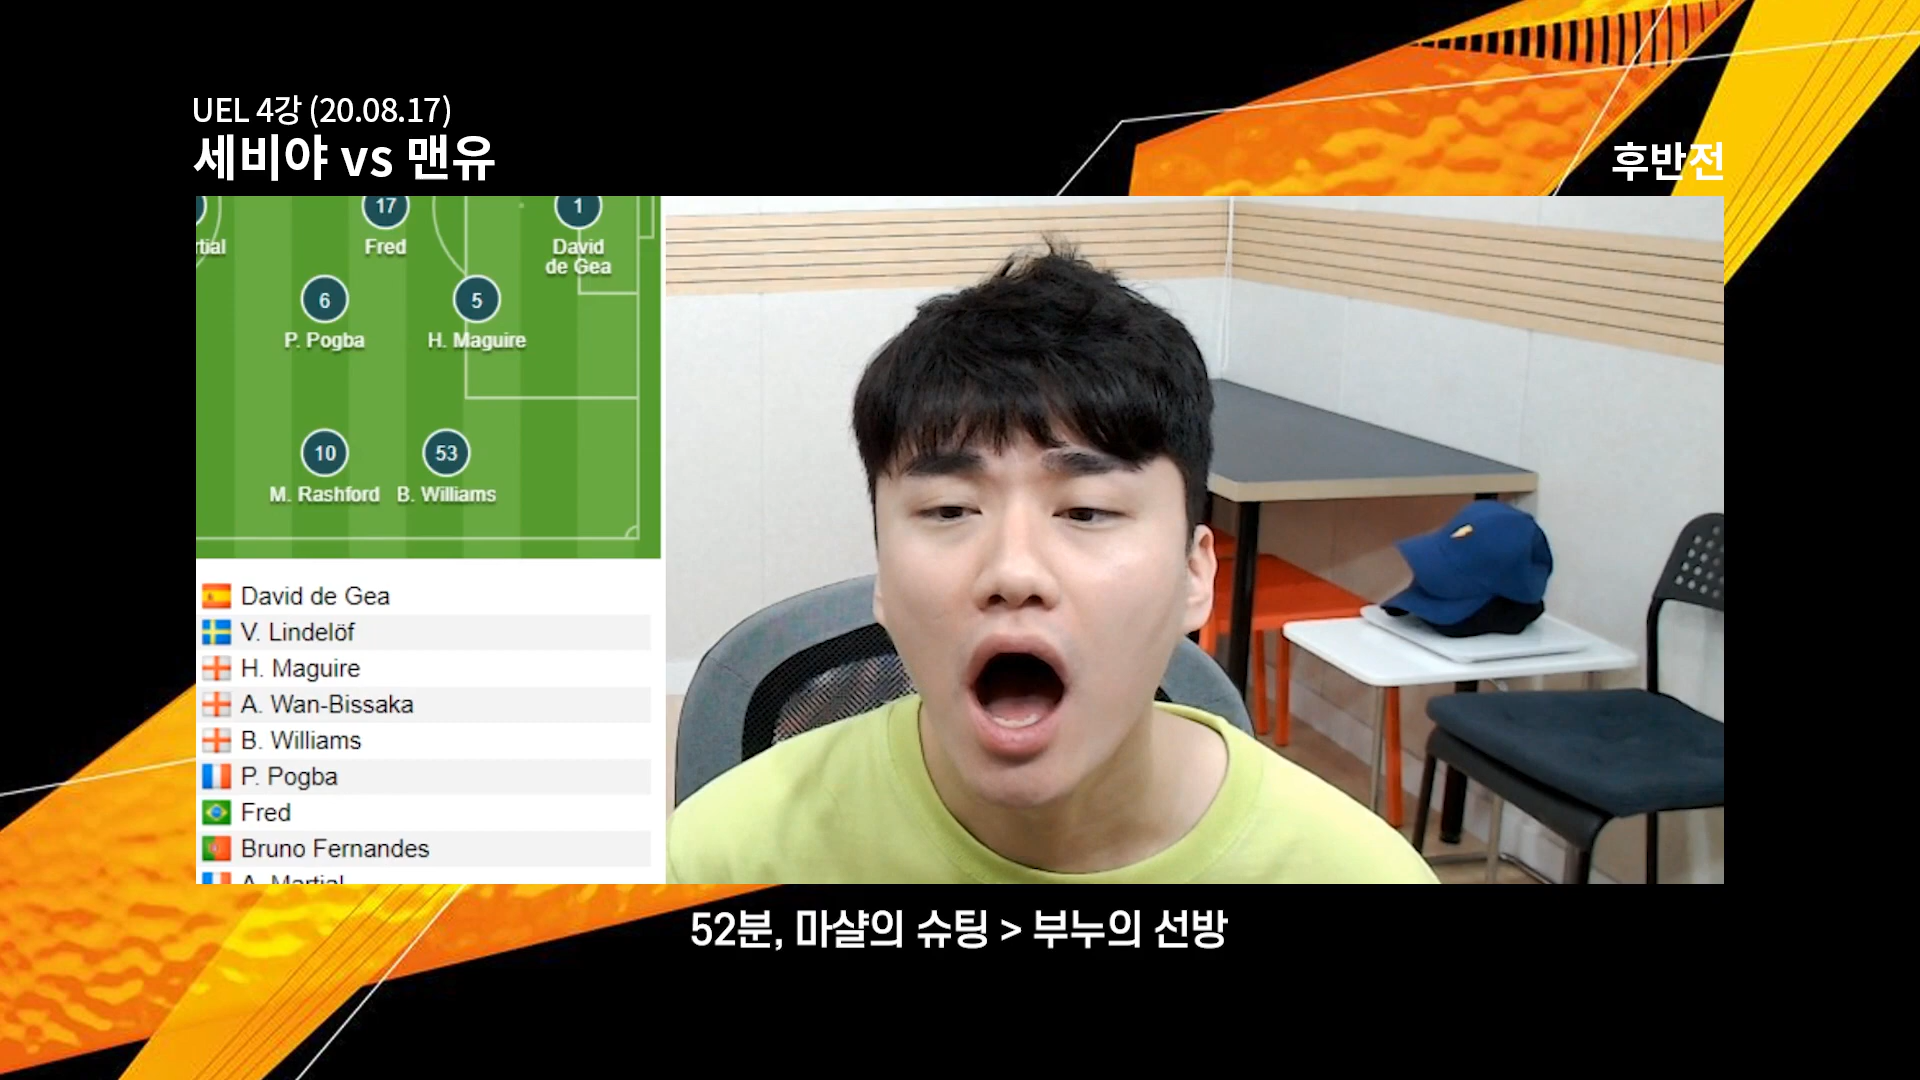 UEL 4강 (20.08.17)
세비야 vs 맨유
후반전
17
1
rtial
Fred
David
de Gea
6
5
P. Pogba
H. Maguire
10
53
M. Rashford
B. Williams
David de Gea
V. Lindelöf
H. Maguire
A. Wan-Bissaka
B. Williams
P. Pogba
Fred
Bruno Fernandes
A. Martial
52분, 마샬의 슈팅 > 부누의 선방